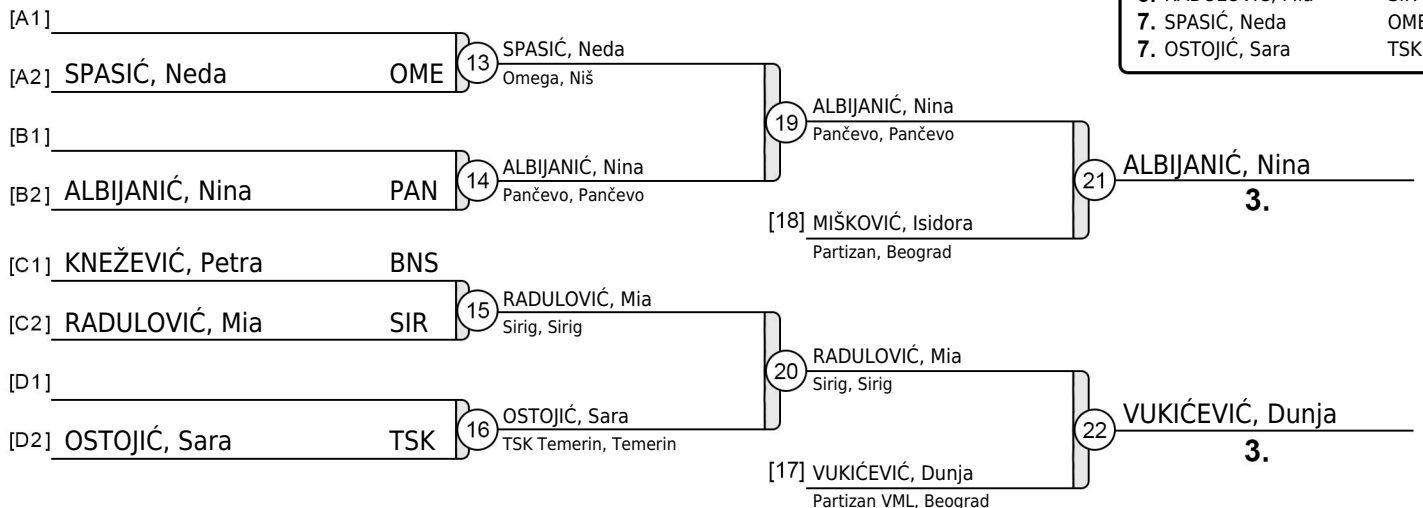 [A1]
[A2] SPASIĆ, Neda OME
13
SPASIĆ, Neda
Omega, Niš
[B1]
[B2] ALBIJANIĆ, Nina PAN
14
ALBIJANIĆ, Nina
Pančevo, Pančevo
[C1] KNEŽEVIĆ, Petra BNS
[C2] RADULOVIĆ, Mia SIR
15
RADULOVIĆ, Mia
Sirig, Sirig
[D1]
[D2] OSTOJIĆ, Sara TSK
16
OSTOJIĆ, Sara
TSK Temerin, Temerin
19
ALBIJANIĆ, Nina
Pančevo, Pančevo
[18] MIŠKOVIĆ, Isidora
Partizan, Beograd
20
RADULOVIĆ, Mia
Sirig, Sirig
[17] VUKIĆEVIĆ, Dunja
Partizan VML, Beograd
21
ALBIJANIĆ, Nina
3.
22
VUKIĆEVIĆ, Dunja
3.
7. SPASIĆ, Neda OME
7. OSTOJIĆ, Sara TSK